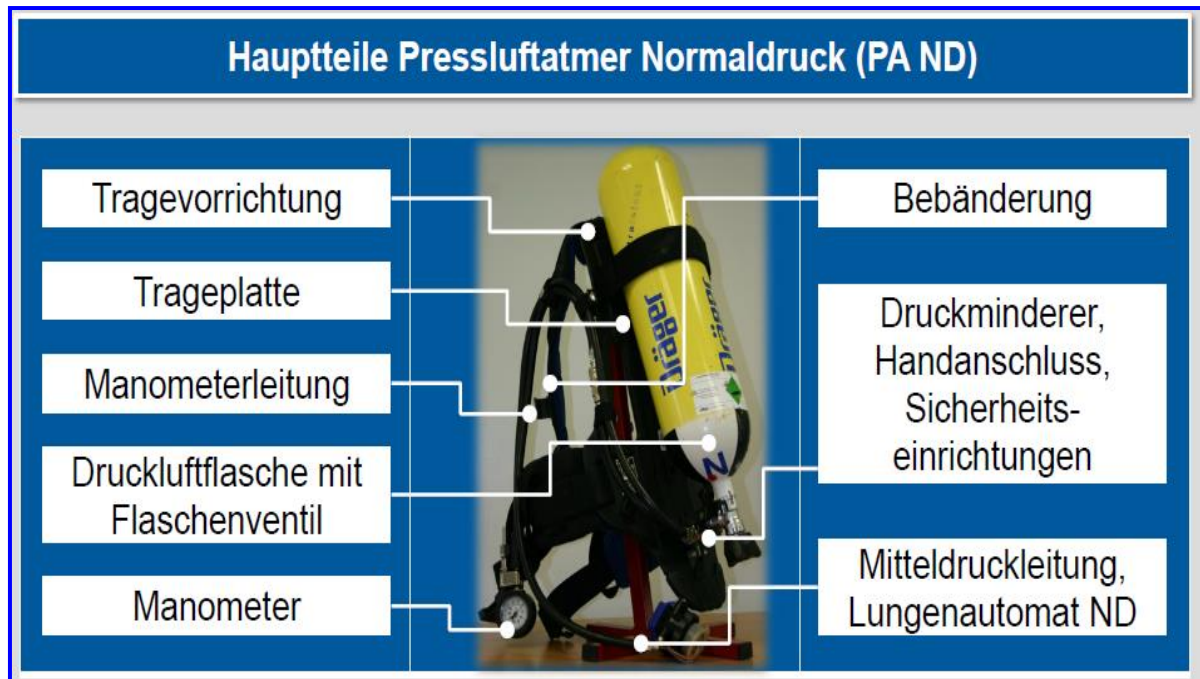 Hauptteile Pressluftatmer Normaldruck (PA ND)
Tragevorrichtung
Trageplatte
Manometerleitung
Druckluftflasche mit
Flaschenventil
Manometer
Dräger
Dräger
Bebänderung
Druckminderer,
Handanschluss,
Sicherheits-
einrichtungen
Mitteldruckleitung,
Lungenautomat ND